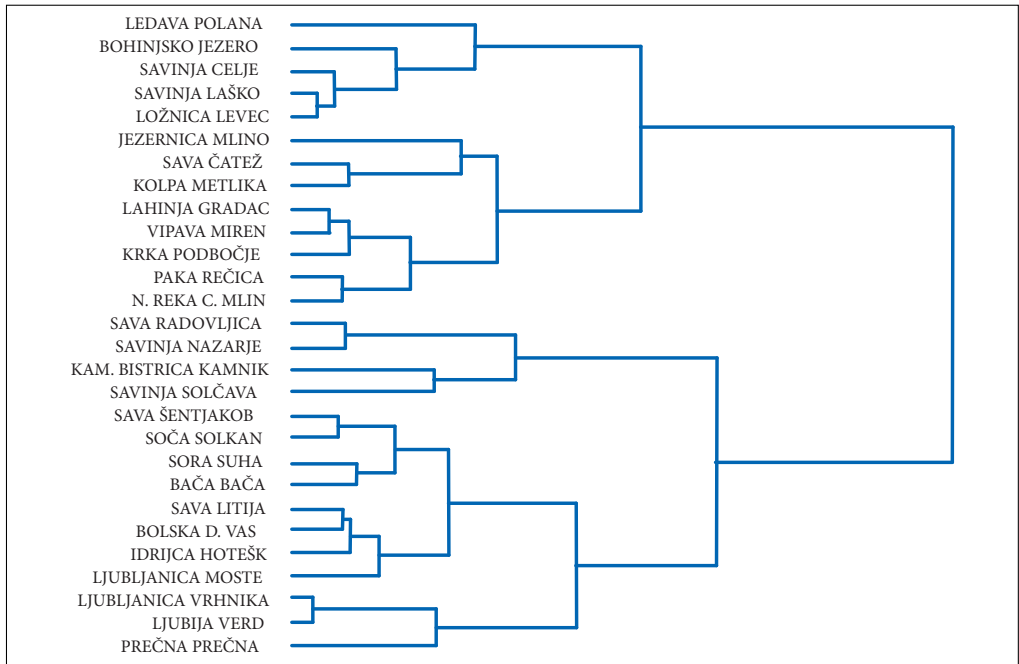 LEDAVA POLANA
BOHINJSKO JEZERO
SAVINJA CELJE
SAVINJA LAŠKO
LOŽNICA LEVEC
JEZERNICA MLINO
SAVA ČATEŽ
KOLPA METLIKA
LAHINJA GRADAC
VIPAVA MIREN
KRKA PODBOČJE
PAKA REČICA
N. REKA C. MLIN
SAVA RADOVLJICA
SAVINJA NAZARJE
KAM. BISTRICA KAMNIK
SAVINJA SOLČAVA
SAVA ŠENTJAKOB
SOČA SOLKAN
SORA SUHA
BAČA BAČA
SAVA LITIJA
BOLSKA D. VAS
IDRIJCA HOTEŠK
LJUBLJANICA MOSTE
LJUBLJANICA VRHNIKA
LJUBIJA VERD
PREČNA PREČNA